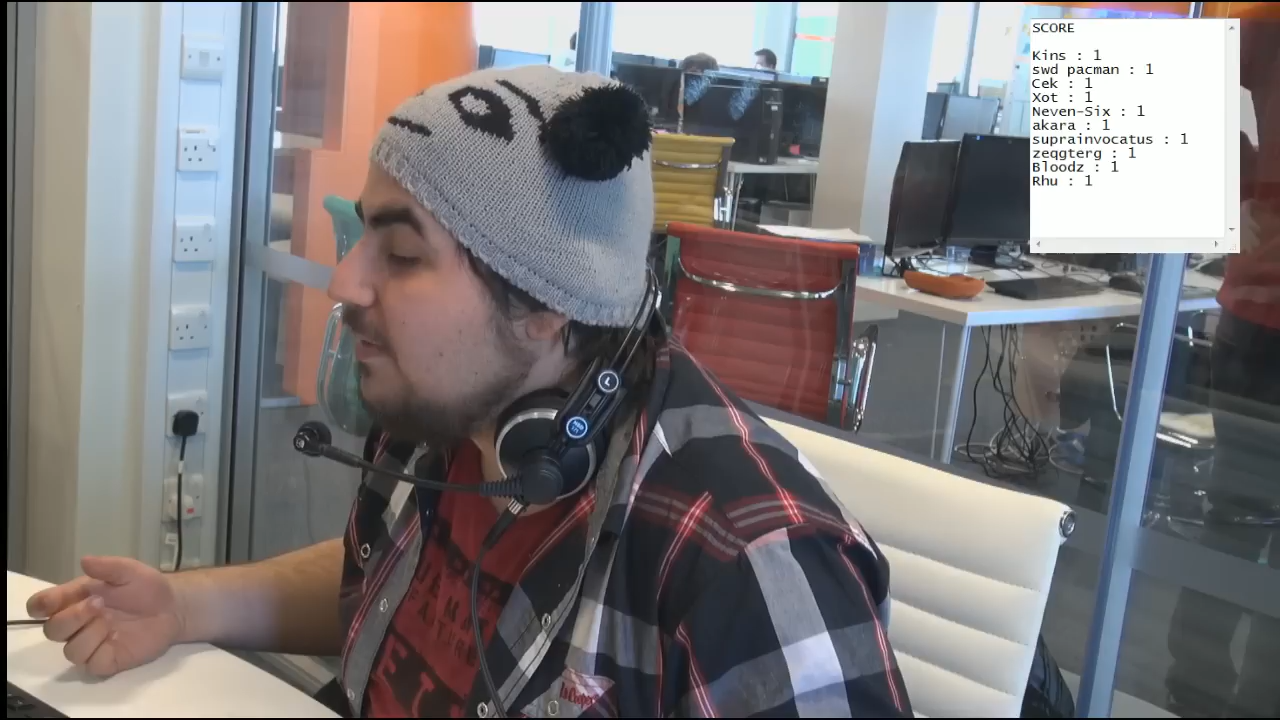 SCORE
Kins : 1
swd pacman : 1
Cek : 1
Xot : 1
Neven-Six : 1
akara : 1
suprainvocatus : 1
zeqgterg : 1
Bloodz : 1
Rhu : 1
L